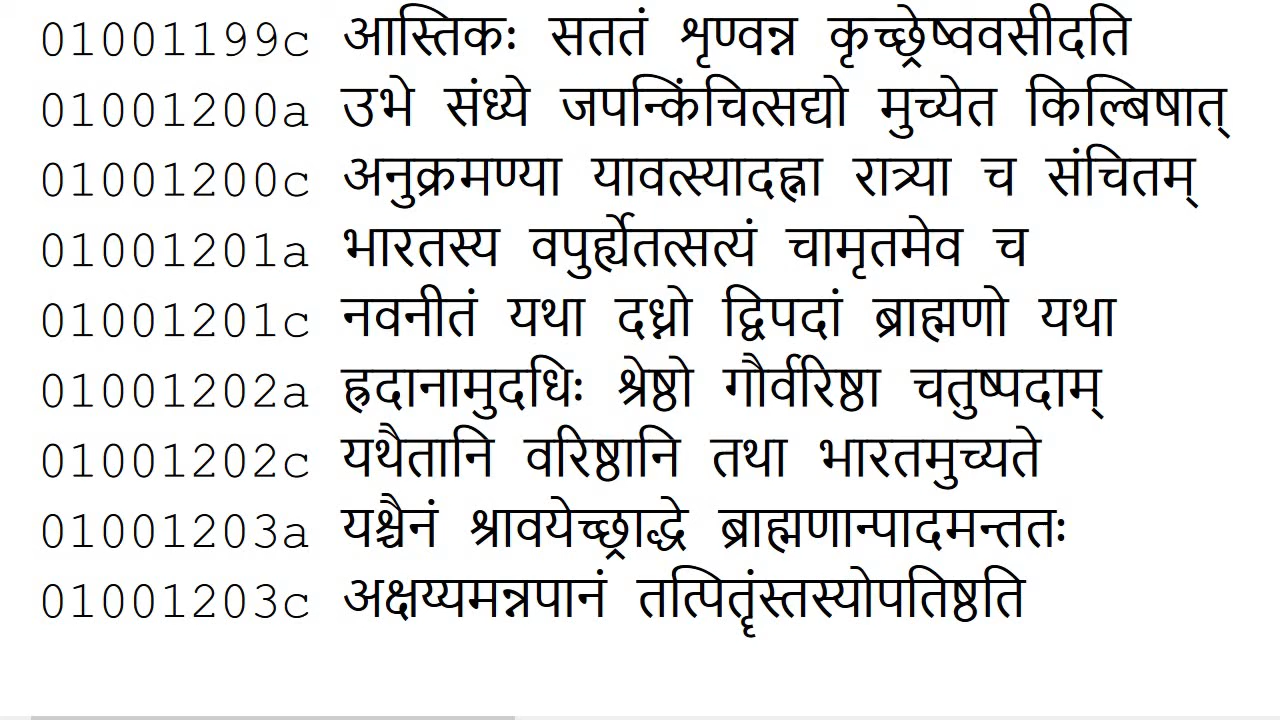 01001199c आस्तिकः सततं शृण्वन्न कृच्छ्रेष्ववसीदति
01001200a उभे संध्ये जपन्किंचित्सद्यो मुच्येत किल्बिषात्
01001200c अनुक्रमण्या यावत्स्यादह्ना रात्र्या च संचितम्
01001201a भारतस्य वपुर्ह्येतत्सत्यं चामृतमेव च
01001201c नवनीतं यथा दध्नो द्विपदां ब्राह्मणो यथा
01001202a ह्रदानामुदधिः श्रेष्ठो गौर्वरिष्ठा चतुष्पदाम्
01001202c यथैतानि वरिष्ठानि तथा भारतमुच्यते
01001203a यश्चैनं श्रावयेच्छ्राद्धे ब्राह्मणान्पादमन्ततः
01001203c अक्षय्यमन्नपानं तत्पितॄंस्तस्योपतिष्ठति